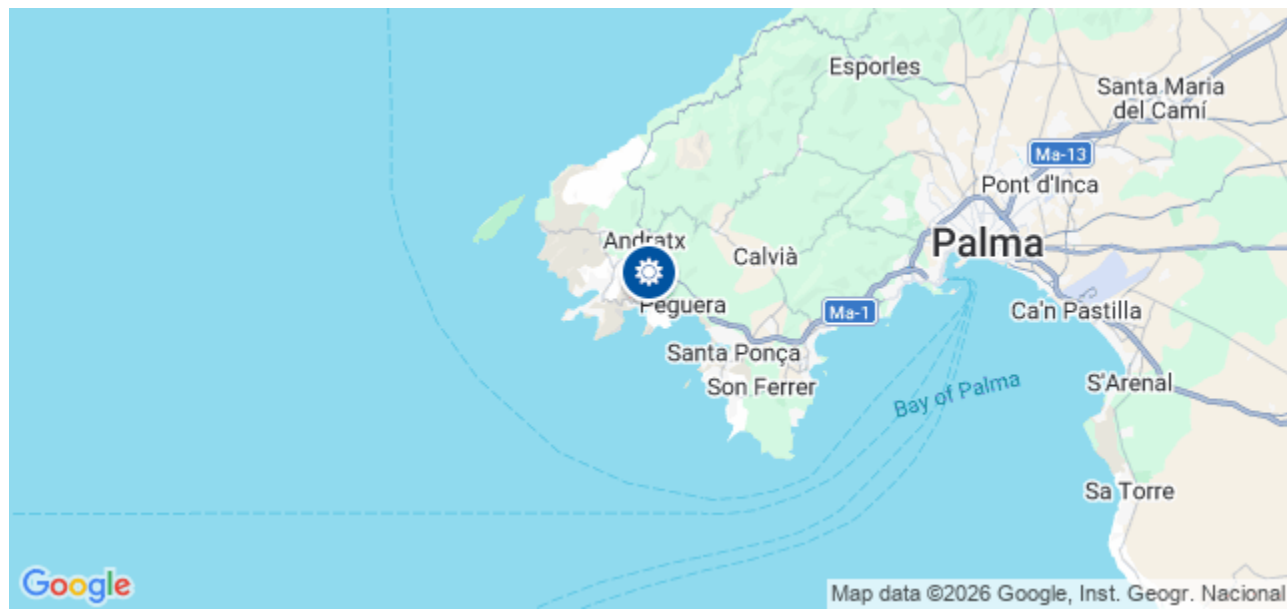 Esporles
Santa Maria
del Camí
Ma-13
Pont d'Inca
Andratx
Palma
Calvià
Peguera
Ma-1
Ca'n Pastilla
Santa Ponça
Son Ferrer
S'Arenal
Bay of Palma
Sa Torre
Google
Map data ©2026 Google, Inst. Geogr. Nacional